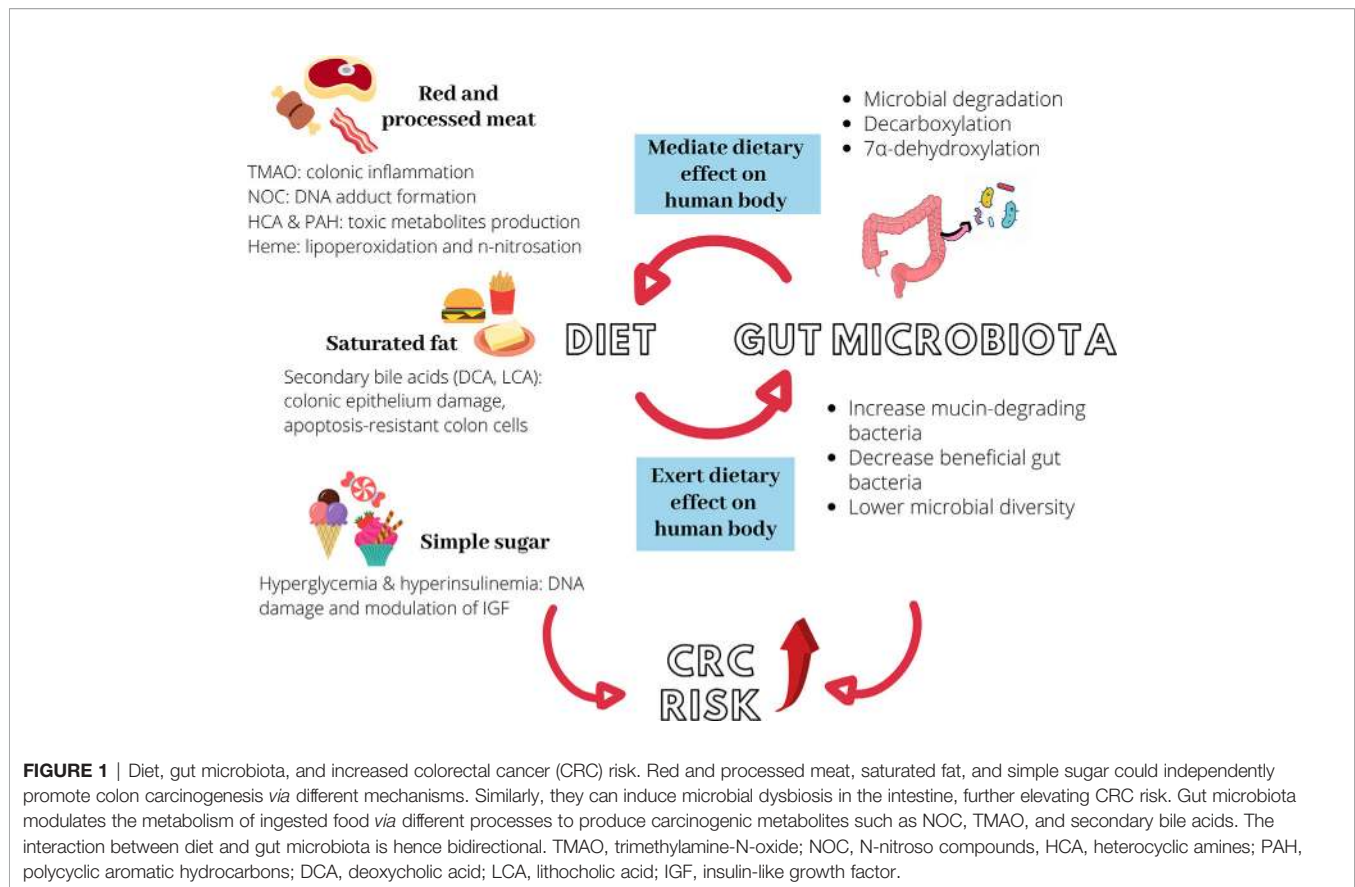 Red and
processed meat
TMAO: colonic inflammation
NOC: DNA adduct formation
HCA & PAH: toxic metabolites production
Heme: lipoperoxidation and n-nitrosation
Saturated fat
Secondary bile acids (DCA, LCA):
colonic epithelium damage,
apoptosis-resistant colon cells
Simple sugar
Hyperglycemia & hyperinsulinemia: DNA
damage and modulation of IGF
Mediate dietary
effect on
human body
DIET
Exert dietary
effect on
human body
• Microbial degradation
• Decarboxylation
• 7α-dehydroxylation
GUT MICROBIOTA
• Increase mucin-degrading
bacteria
• Decrease beneficial gut
bacteria
• Lower microbial diversity
CRC
RISK
FIGURE 1 | Diet, gut microbiota, and increased colorectal cancer (CRC) risk. Red and processed meat, saturated fat, and simple sugar could independently
promote colon carcinogenesis via different mechanisms. Similarly, they can induce microbial dysbiosis in the intestine, further elevating CRC risk. Gut microbiota
modulates the metabolism of ingested food via different processes to produce carcinogenic metabolites such as NOC, TMAO, and secondary bile acids. The
interaction between diet and gut microbiota is hence bidirectional. TMAO, trimethylamine-N-oxide; NOC, N-nitroso compounds, HCA, heterocyclic amines; PAH,
polycyclic aromatic hydrocarbons; DCA, deoxycholic acid; LCA, lithocholic acid; IGF, insulin-like growth factor.